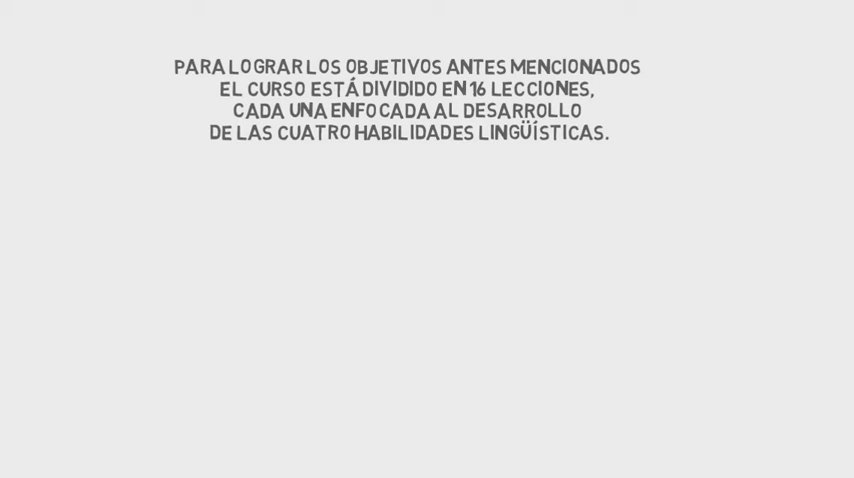 PARA LOGRAR LOS OBJETIVOS ANTES MENCIONADOS
EL CURSO ESTÁ DIVIDIDO EN 16 LECCIONES,
CADA UNA ENFOCADA AL DESARROLLO
DE LAS CUATRO HABILIDADES LINGÜÍSTICAS.